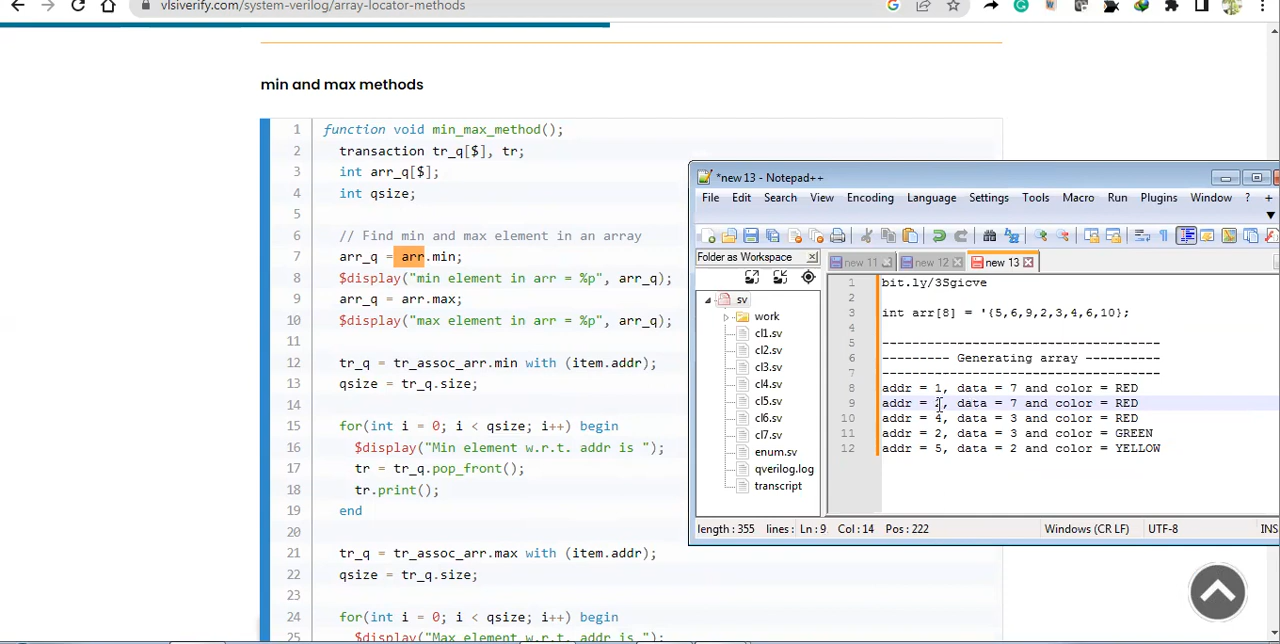 vlsiverify.com/system-verilog/array-locator-methods
min and max methods
1 function void min_max_method();
2 transaction tr_q[$], tr;
3 int arr_q[$];
4 int qsize;
5
6 // Find min and max element in an array
7 arr_q = arr.min;
8 $display("min element in arr = %p", arr_q);
9 arr_q = arr.max;
10 $display("max element in arr = %p", arr_q);
11
12 tr_q = tr_assoc_arr.min with (item.addr);
13 qsize = tr_q.size;
14
15 for(int i = 0; i < qsize; i++) begin
16 $display("Min element w.r.t. addr is ");
17 tr = tr_q.pop_front();
18 tr.print();
19 end
20
21 tr_q = tr_assoc_arr.max with (item.addr);
22 qsize = tr_q.size;
23
24 for(int i = 0; i < qsize; i++) begin
25 $display("Max element w.r.t. addr is ");
*new 13 - Notepad++
File Edit Search View Encoding Language Settings Tools Macro Run Plugins Window ? +
Folder as Workspace
new 11 new 12 new 13
sv
work
cl1.sv
cl2.sv
cl3.sv
cl4.sv
cl5.sv
cl6.sv
cl7.sv
enum.sv
qverilog.log
transcript
1 bit.ly/3Sgicve
2
3 int arr[8] = '{5,6,9,2,3,4,6,10};
4
5 -------------------------------------
6 --------- Generating array ----------
7 -------------------------------------
8 addr = 1, data = 7 and color = RED
9 addr = 2, data = 7 and color = RED
10 addr = 4, data = 3 and color = RED
11 addr = 2, data = 3 and color = GREEN
12 addr = 5, data = 2 and color = YELLOW
length : 355 lines : Ln : 9 Col : 14 Pos : 222 Windows (CR LF) UTF-8 INS